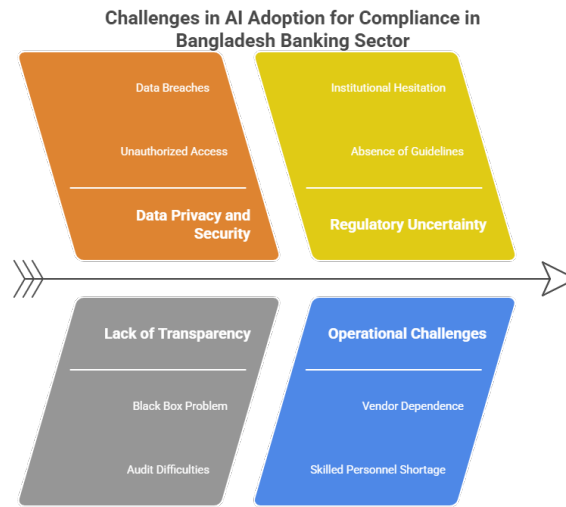 Challenges in AI Adoption for Compliance in
Bangladesh Banking Sector
Data Breaches
Unauthorized Access
Data Privacy and
Security
Institutional Hesitation
Absence of Guidelines
Regulatory Uncertainty
Lack of Transparency
Black Box Problem
Audit Difficulties
Operational Challenges
Vendor Dependence
Skilled Personnel Shortage